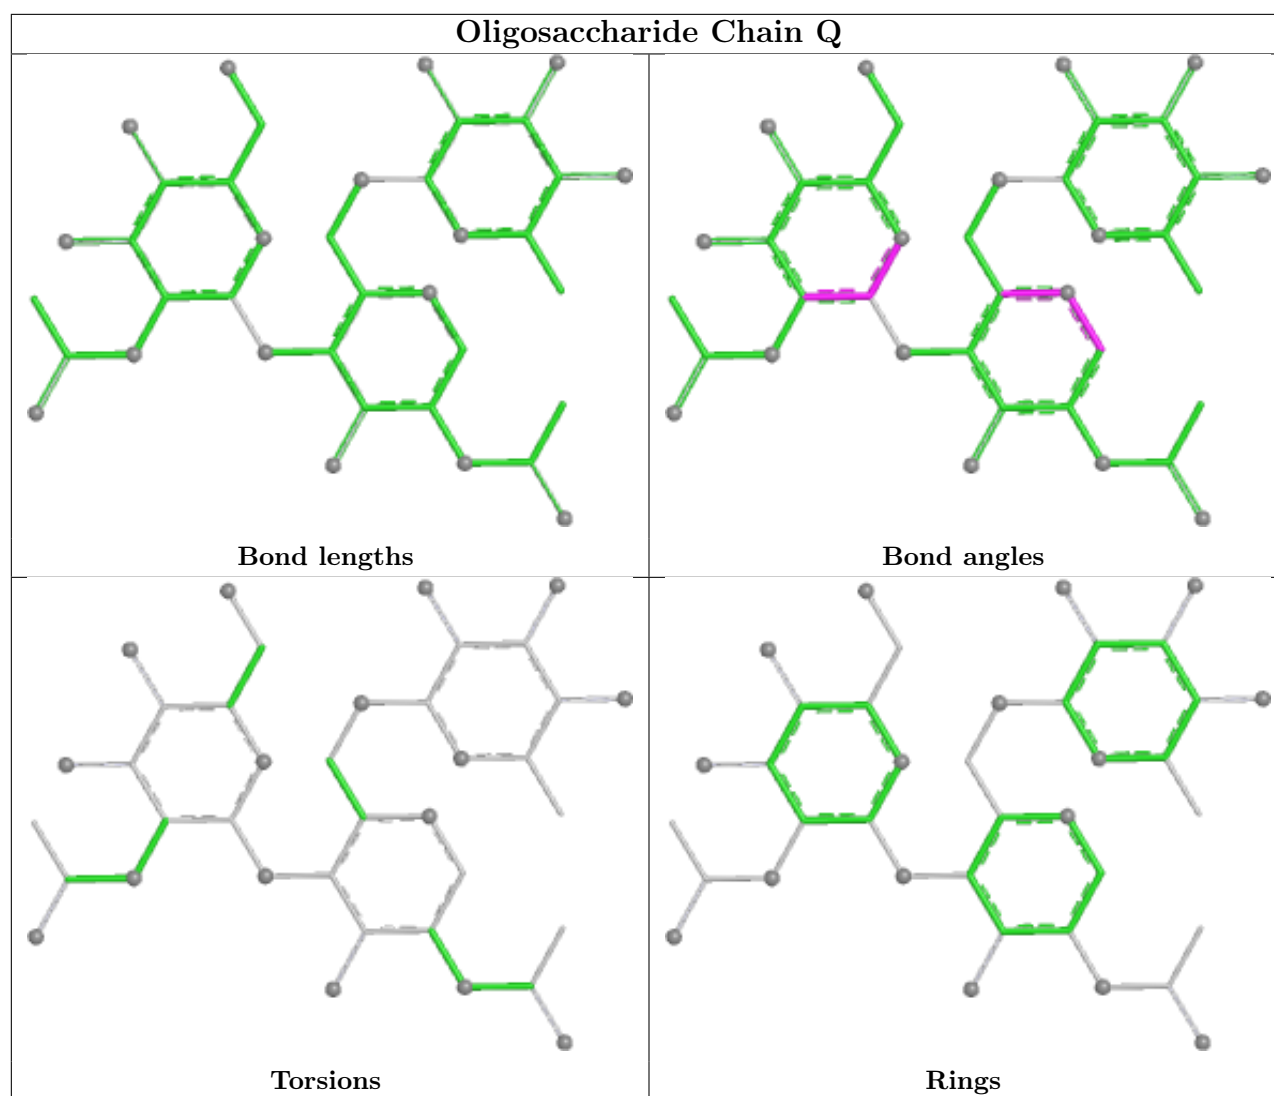 Oligosaccharide Chain Q
Bond lengths
Bond angles
Torsions
Rings